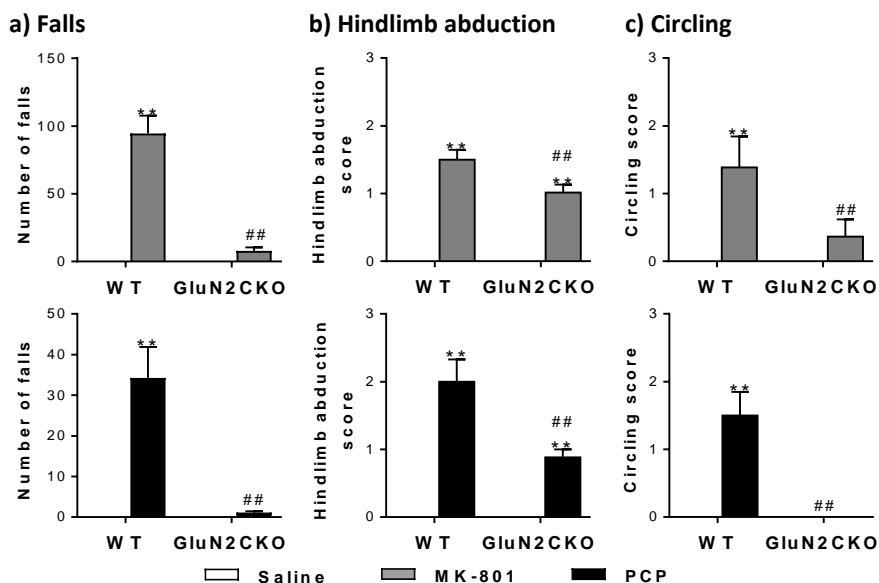 a) Falls
b) Hindlimb abduction
c) Circling
150
100
50
0
Number of falls
**
##
WT GluN2CKO
3
2
1
0
Hindlimb abduction
score
**
##
**
WT GluN2CKO
3
2
1
0
Circling score
**
##
WT GluN2CKO
50
40
30
20
10
0
Number of falls
**
##
WT GluN2CKO
3
2
1
0
Hindlimb abduction
score
**
##
**
WT GluN2CKO
3
2
1
0
Circling score
**
##
WT GluN2CKO
Saline MK-801 PCP